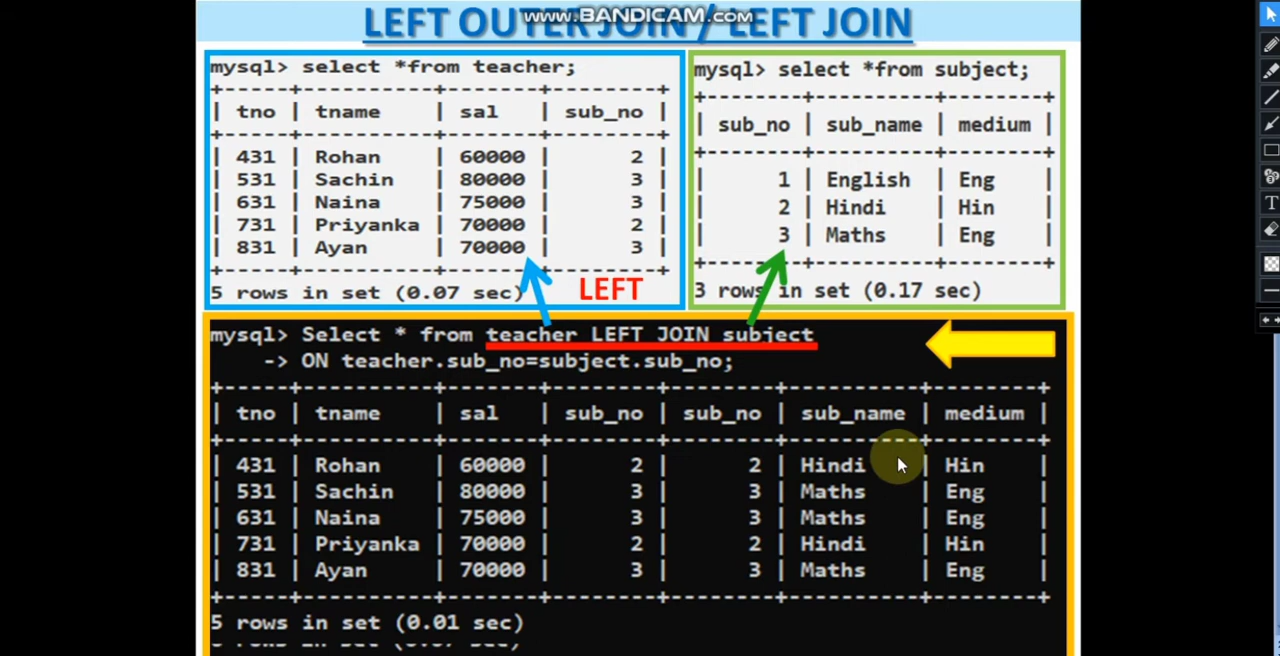 LEFT OUTER JOIN / LEFT JOIN
www.BANDICAM.com
mysql> select *from teacher;
+------+----------+-------+--------+
| tno | tname | sal | sub_no |
+------+----------+-------+--------+
| 431 | Rohan | 60000 | 2 |
| 531 | Sachin | 80000 | 3 |
| 631 | Naina | 75000 | 3 |
| 731 | Priyanka | 70000 | 2 |
| 831 | Ayan | 70000 | 3 |
+------+----------+-------+--------+
5 rows in set (0.07 sec)
LEFT
mysql> select *from subject;
+--------+----------+--------+
| sub_no | sub_name | medium |
+--------+----------+--------+
| 1 | English | Eng |
| 2 | Hindi | Hin |
| 3 | Maths | Eng |
+--------+----------+--------+
3 rows in set (0.17 sec)
mysql> Select * from teacher LEFT JOIN subject
-> ON teacher.sub_no=subject.sub_no;
+------+----------+-------+--------+--------+----------+--------+
| tno | tname | sal | sub_no | sub_no | sub_name | medium |
+------+----------+-------+--------+--------+----------+--------+
| 431 | Rohan | 60000 | 2 | 2 | Hindi | Hin |
| 531 | Sachin | 80000 | 3 | 3 | Maths | Eng |
| 631 | Naina | 75000 | 3 | 3 | Maths | Eng |
| 731 | Priyanka | 70000 | 2 | 2 | Hindi | Hin |
| 831 | Ayan | 70000 | 3 | 3 | Maths | Eng |
+------+----------+-------+--------+--------+----------+--------+
5 rows in set (0.01 sec)